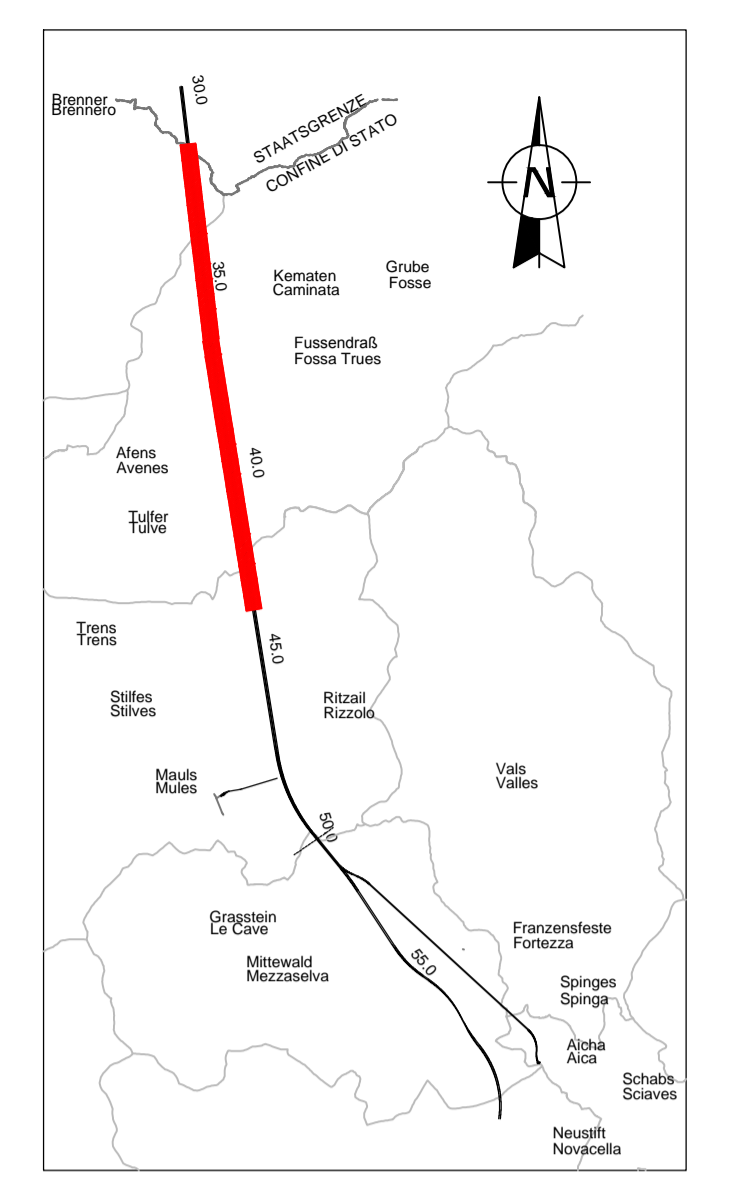 30.0
Brenner
Brennero
STAATSGRENZE
CONFINE DI STATO
N
35.0
Kematen
Caminata
Grube
Fosse
Fussendraß
Fossa Trues
40.0
Afens
Avenes
Tulfer
Tulve
Trens
Trens
45.0
Stilfes
Stilves
Ritzail
Rizzolo
Mauls
Mules
Vals
Valles
50.0
Grasstein
Le Cave
Franzensfeste
Fortezza
Mittewald
Mezzaselva
55.0
Spinges
Spinga
Aicha
Aica
Schabs
Sciaves
Neustift
Novacella